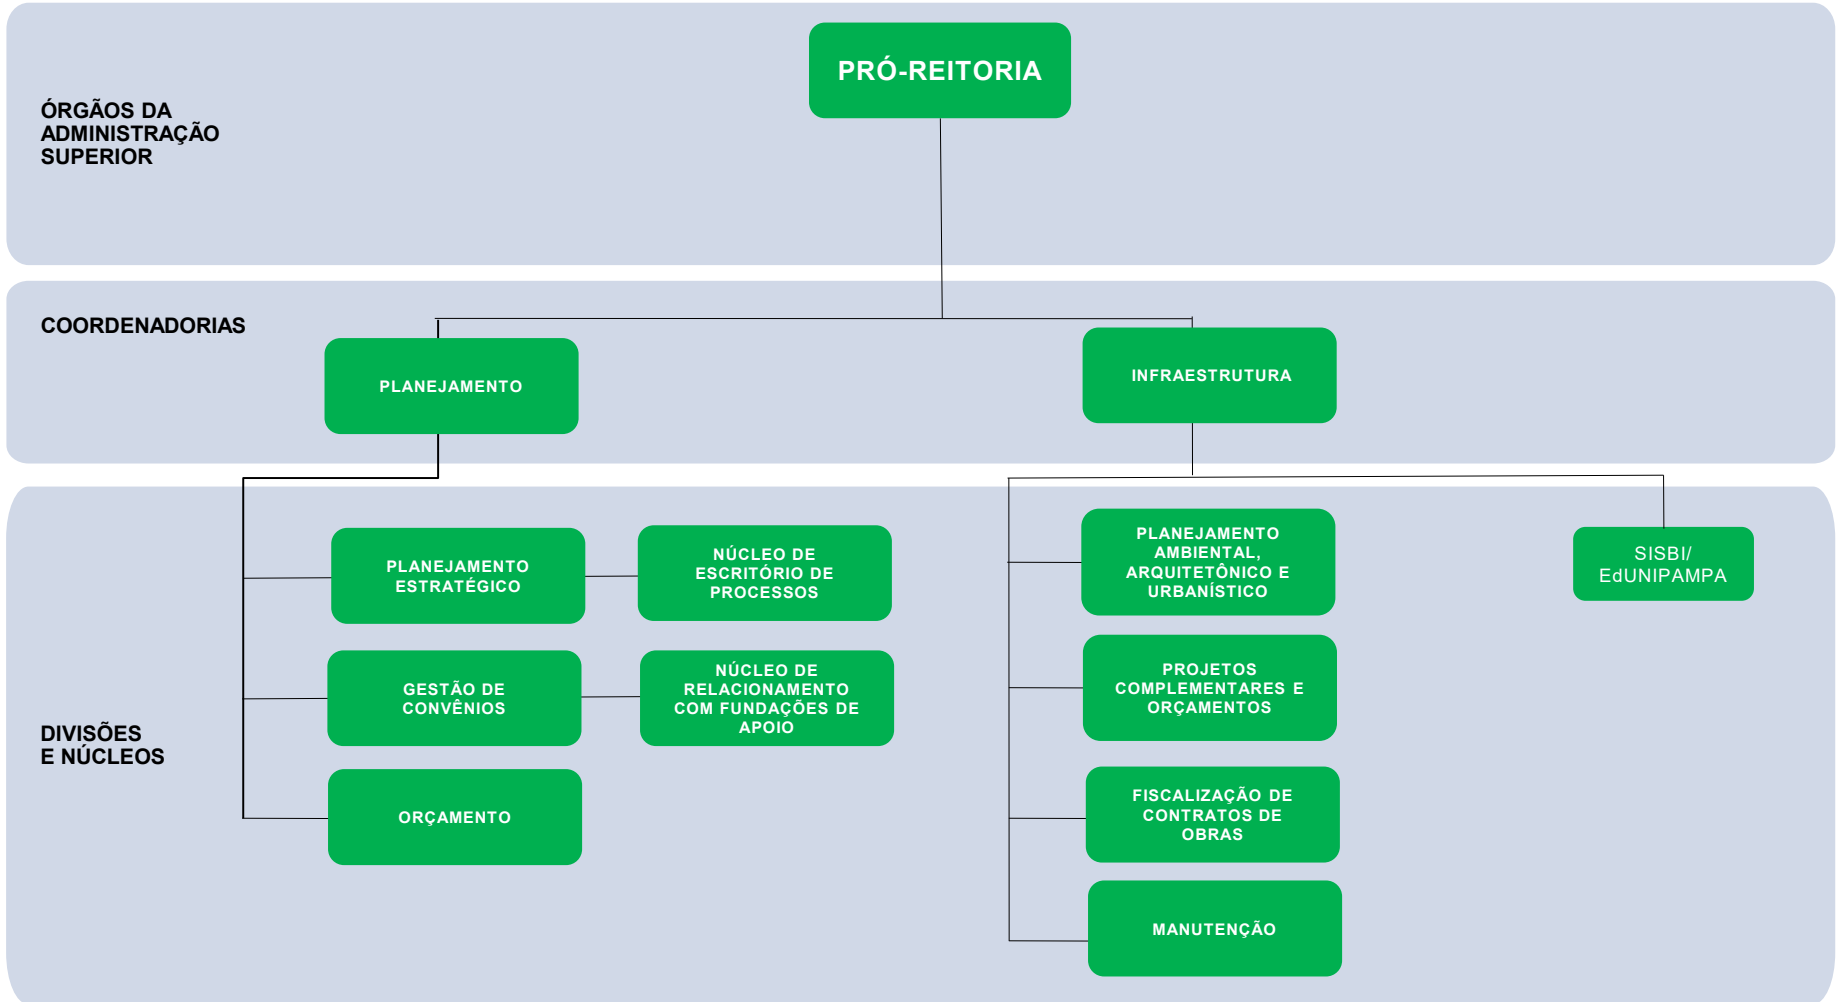 PRÓ-REITORIA
ÓRGÃOS DA
ADMINISTRAÇÃO
SUPERIOR
COORDENADORIAS
PLANEJAMENTO
INFRAESTRUTURA
DIVISÕES
E NÚCLEOS
PLANEJAMENTO
ESTRATÉGICO
NÚCLEO DE
ESCRITÓRIO DE
PROCESSOS
GESTÃO DE
CONVÊNIOS
NÚCLEO DE
RELACIONAMENTO
COM FUNDAÇÕES DE
APOIO
ORÇAMENTO
PLANEJAMENTO
AMBIENTAL,
ARQUITETÔNICO E
URBANÍSTICO
PROJETOS
COMPLEMENTARES E
ORÇAMENTOS
FISCALIZAÇÃO DE
CONTRATOS DE
OBRAS
MANUTENÇÃO
SISBI/
EdUNIPAMPA